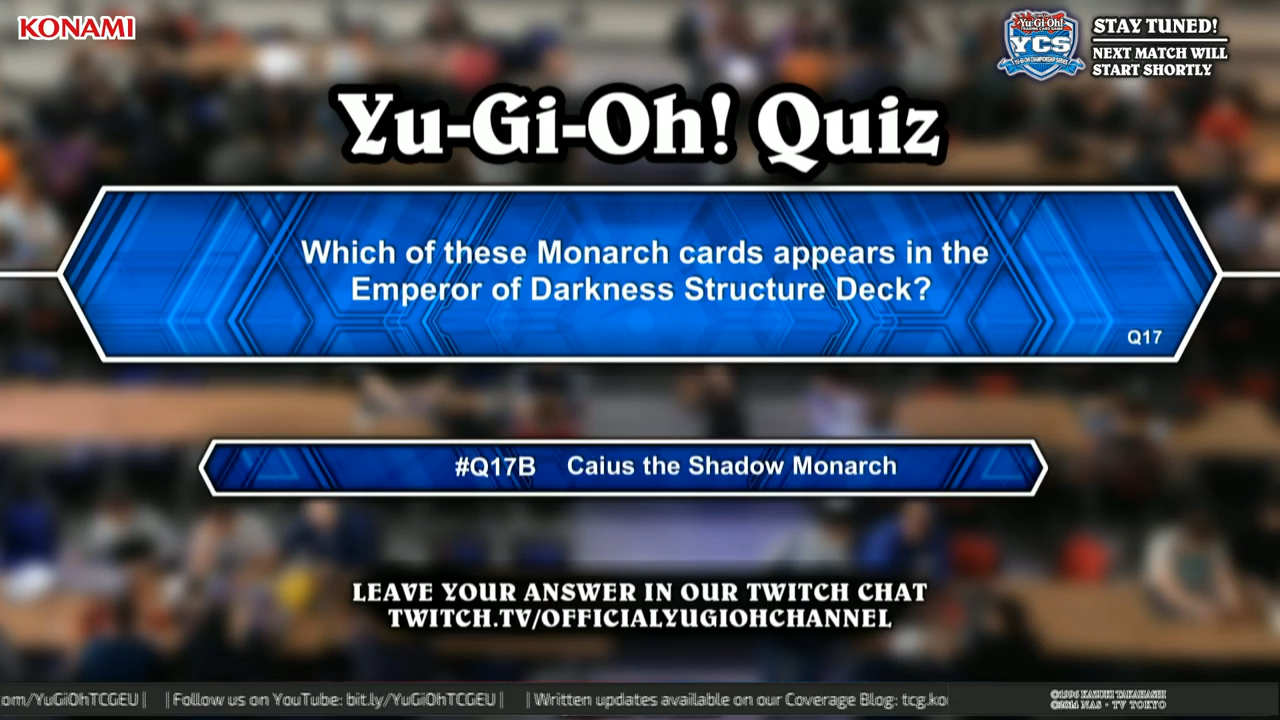 KONAMI
Yu-Gi-Oh!
YCS
STAY TUNED!
NEXT MATCH WILL
START SHORTLY
Yu-Gi-Oh! Quiz
Which of these Monarch cards appears in the
Emperor of Darkness Structure Deck?
Q17
#Q17B Caius the Shadow Monarch
LEAVE YOUR ANSWER IN OUR TWITCH CHAT
TWITCH.TV/OFFICIALYUGIOHCHANNEL
om/YuGiOhTCGEU | | Follow us on YouTube: bit.ly/YuGiOhTCGEU | | Written updates available on our Coverage Blog: tcg.ko
©1996 KAZUKI TAKAHASHI
©2014 NAS • TV TOKYO